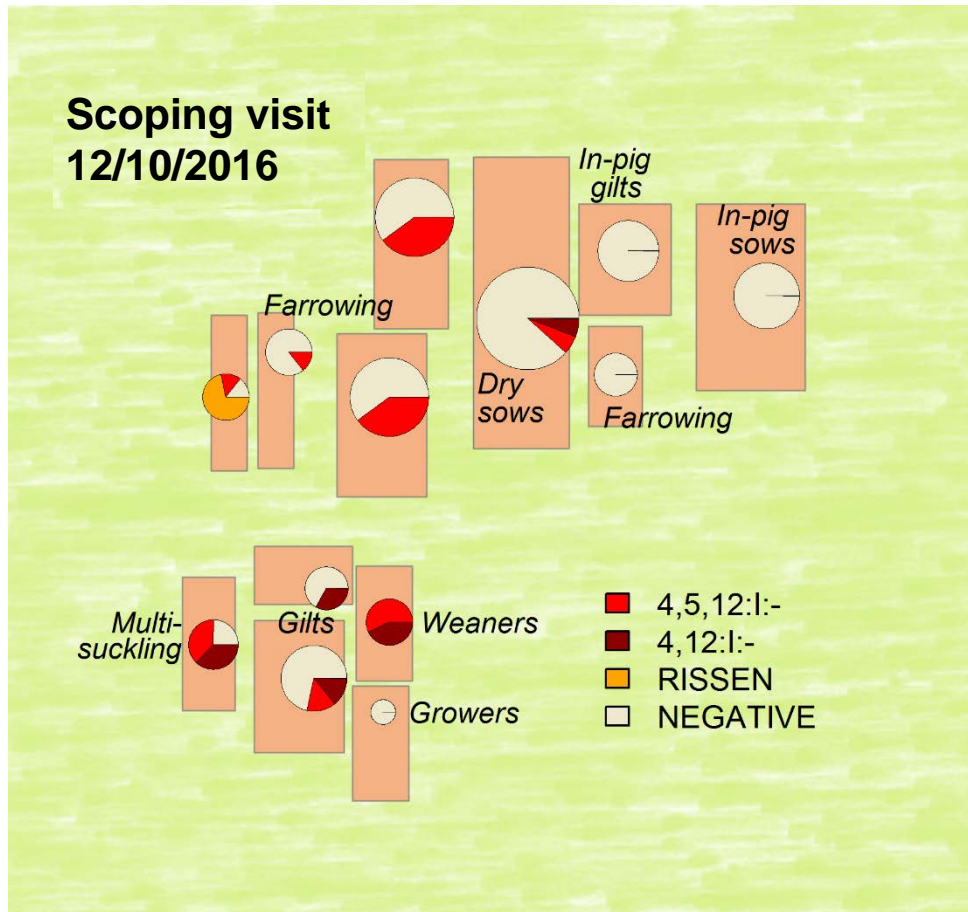 Scoping visit
12/10/2016
In-pig
gilts
In-pig
sows
Farrowing
Dry
sows
Farrowing
Multi-
suckling
Gilts
Weaners
Growers
4,5,12:I:-
4,12:I:-
RISSEN
NEGATIVE